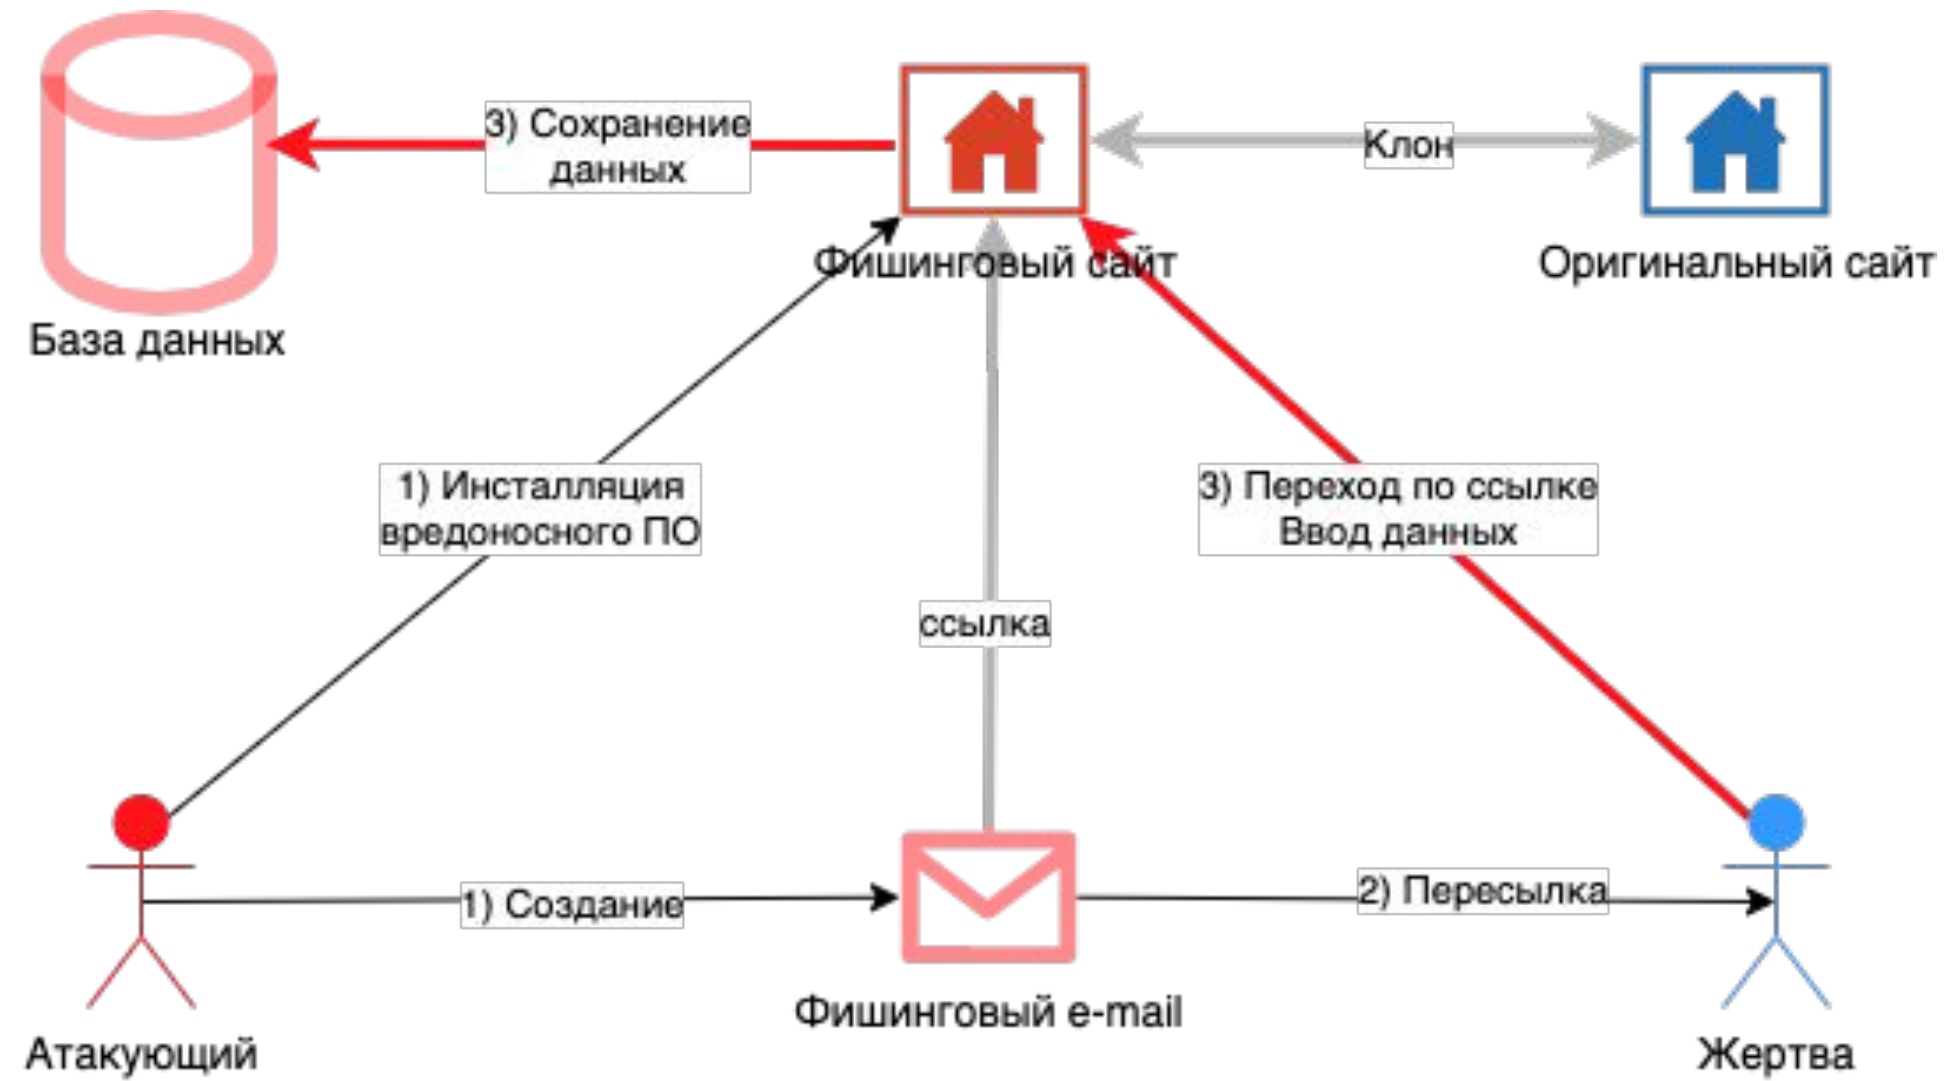 3) Сохранение
данных
Клон
Фишинговый сайт
Оригинальный сайт
База данных
1) Инсталляция
вредоносного ПО
3) Переход по ссылке
Ввод данных
ссылка
1) Создание
2) Пересылка
Фишинговый e-mail
Атакующий
Жертва